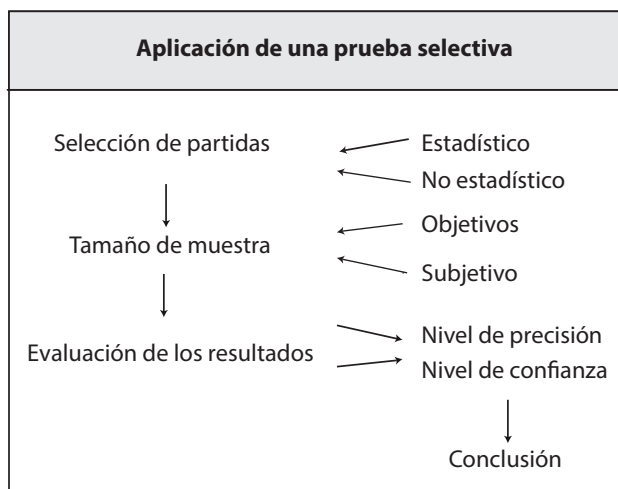 Aplicación de una prueba selectiva
Selección de partidas
Estadístico
No estadístico
Tamaño de muestra
Objetivos
Subjetivo
Evaluación de los resultados
Nivel de precisión
Nivel de confianza
Conclusión